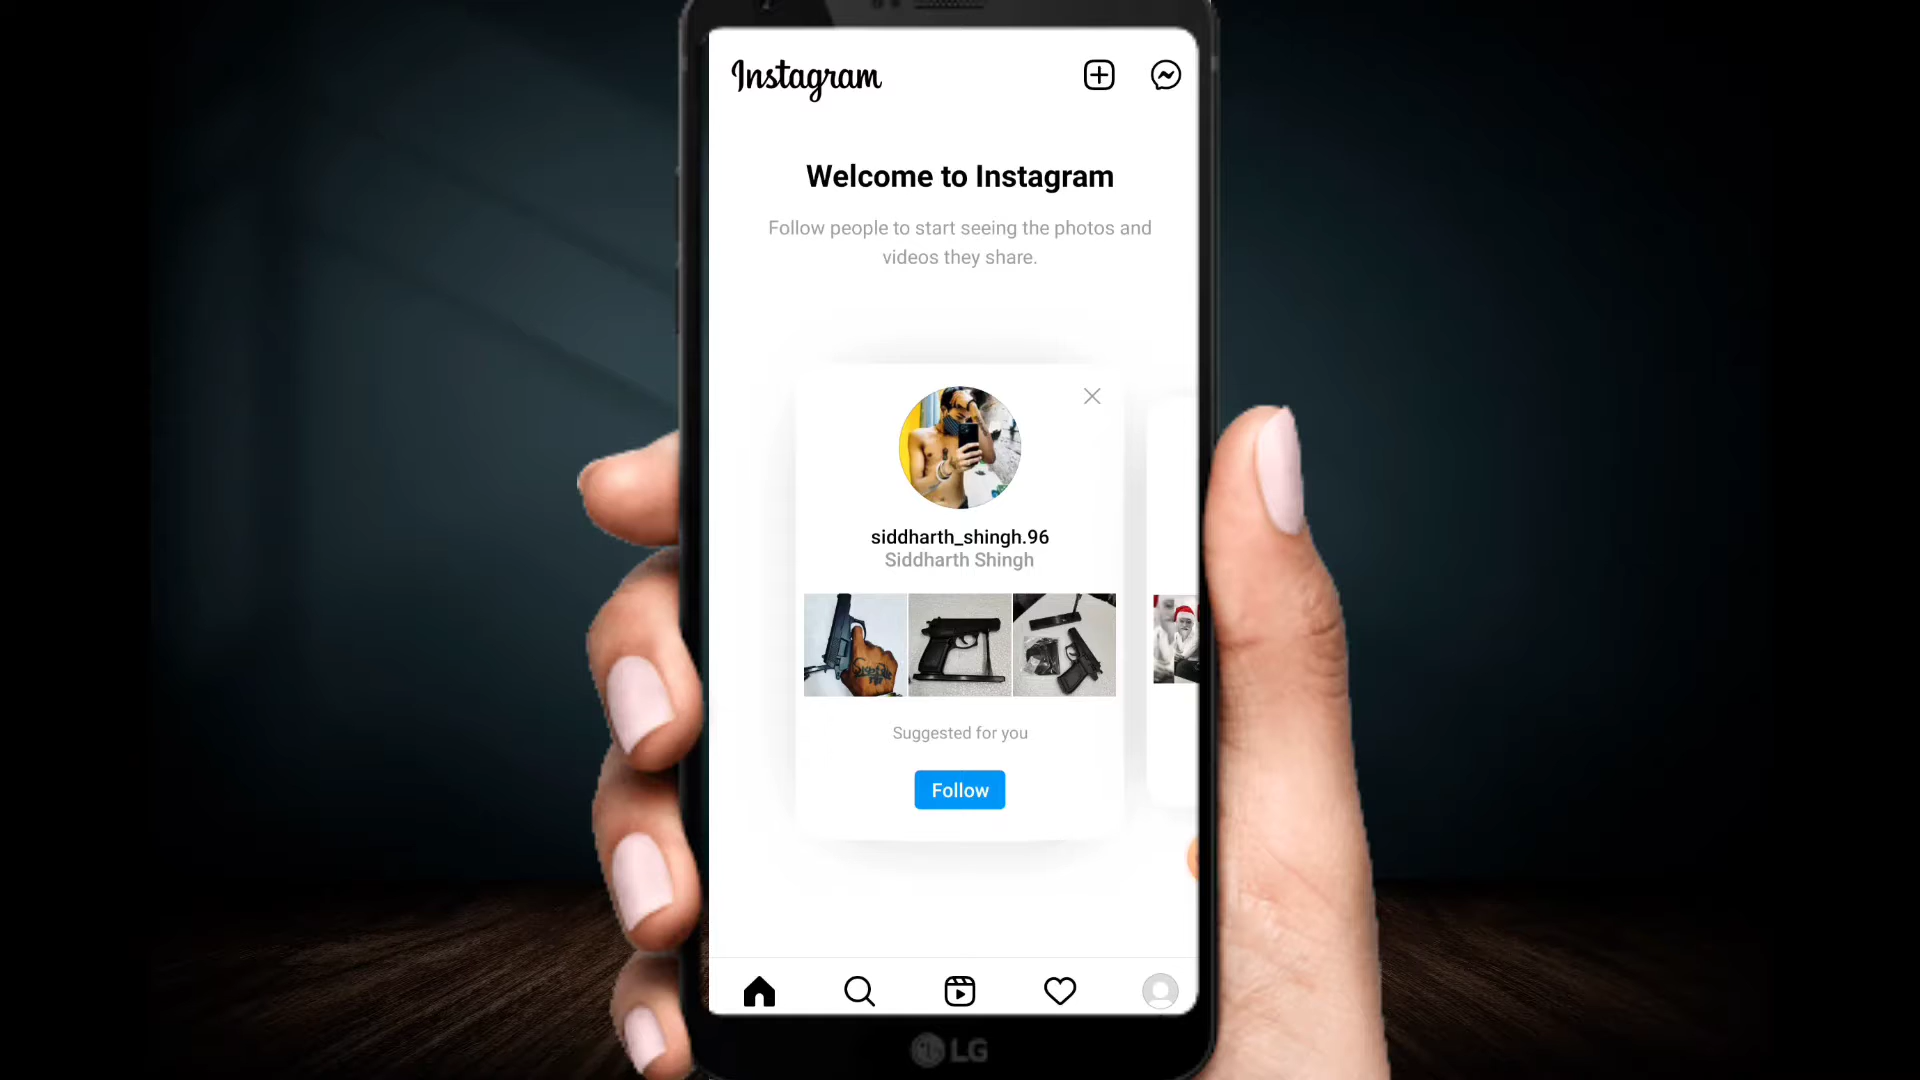 Instagram
Welcome to Instagram
Follow people to start seeing the photos and
videos they share.
siddharth_shingh.96
Siddharth Shingh
Suggested for you
Follow
LG